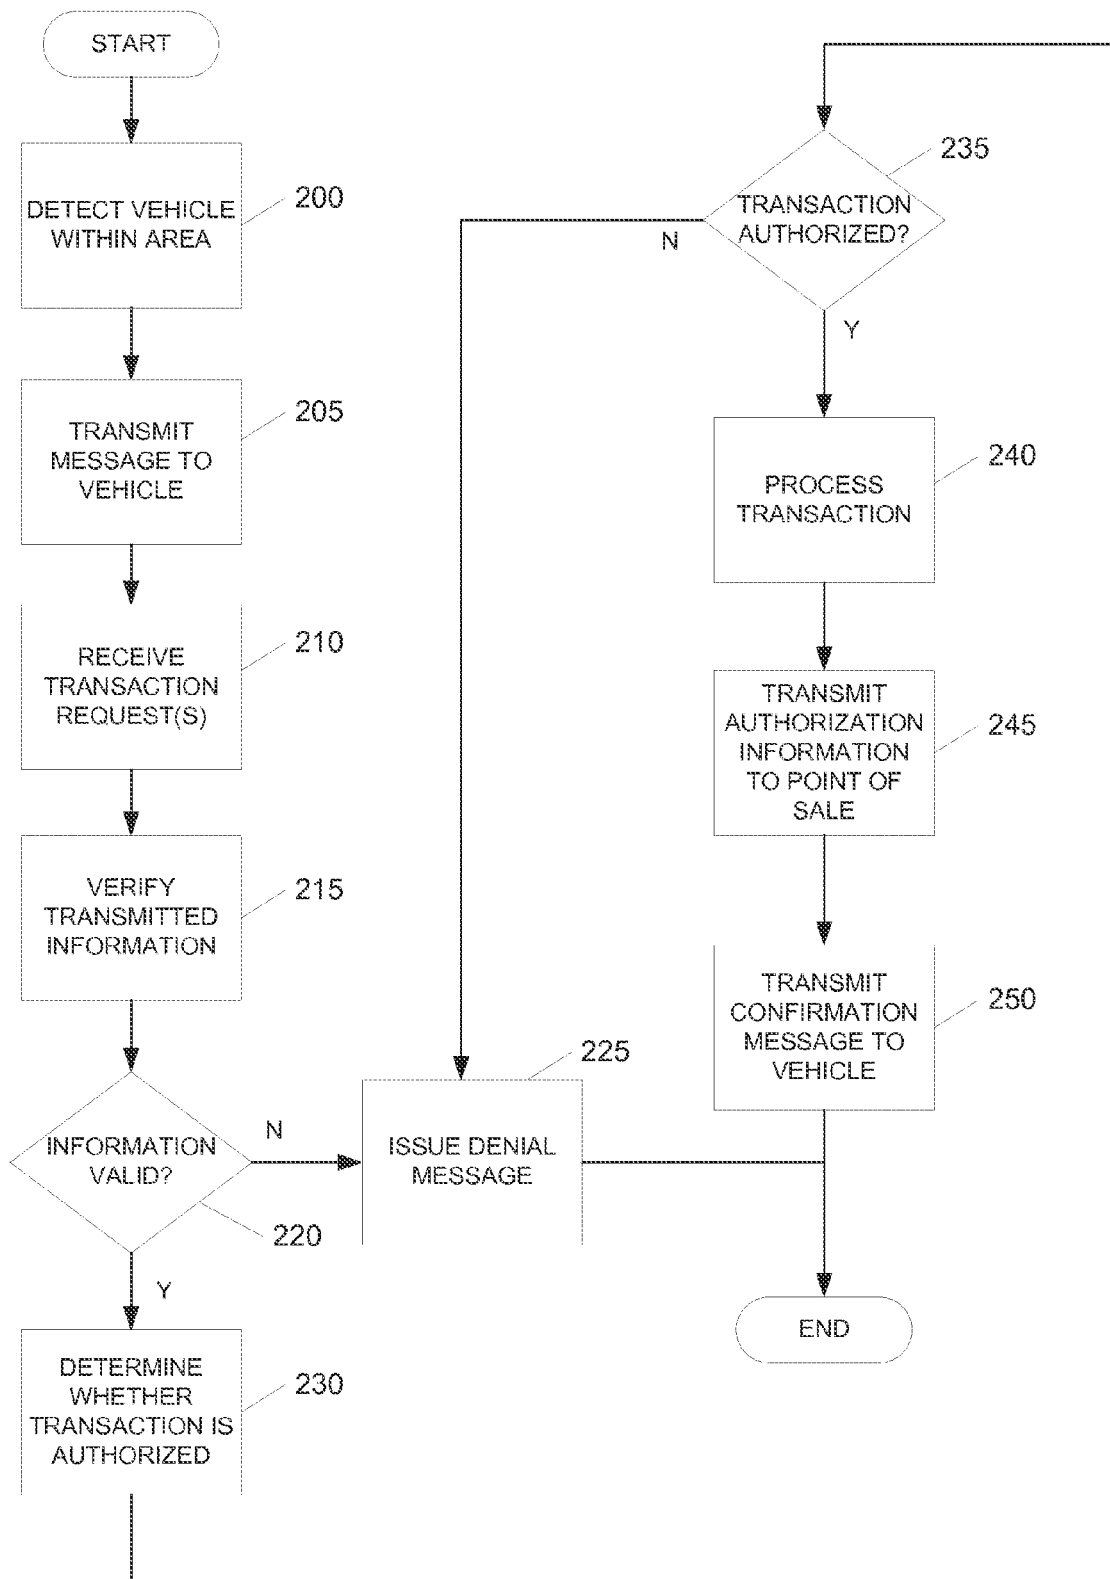 START
DETECT VEHICLE
WITHIN AREA
200
TRANSMIT
MESSAGE TO
VEHICLE
205
RECEIVE
TRANSACTION
REQUEST(S)
210
VERIFY
TRANSMITTED
INFORMATION
215
INFORMATION
VALID?
220
N
Y
ISSUE DENIAL
MESSAGE
225
DETERMINE
WHETHER
TRANSACTION IS
AUTHORIZED
230
TRANSACTION
AUTHORIZED?
235
N
Y
PROCESS
TRANSACTION
240
TRANSMIT
AUTHORIZATION
INFORMATION
TO POINT OF
SALE
245
TRANSMIT
CONFIRMATION
MESSAGE TO
VEHICLE
250
END